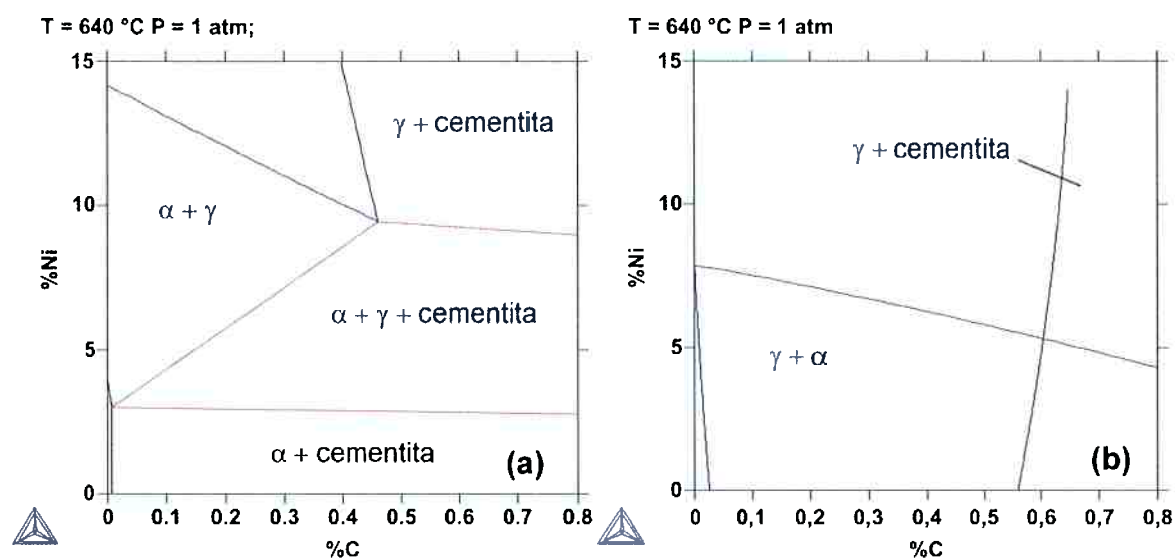 T = 640 °C P = 1 atm;
15
10
5
0
%Ni
γ + cementita
α + γ
α + γ + cementita
α + cementita
(a)
0 0.1 0.2 0.3 0.4 0.5 0.6 0.7 0.8
%C
T = 640 °C P = 1 atm
15
10
5
0
%Ni
γ + cementita
γ + α
(b)
0 0,1 0,2 0,3 0,4 0,5 0,6 0,7 0,8
%C